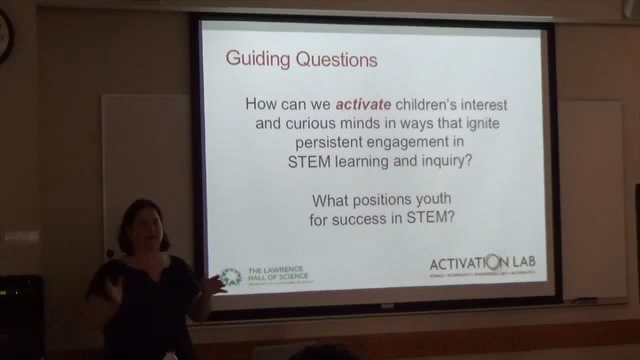 Guiding Questions
How can we activate children's interest
and curious minds in ways that ignite
persistent engagement in
STEM learning and inquiry?
What positions youth
for success in STEM?
THE LAWRENCE
HALL OF SCIENCE
ACTIVATION LAB